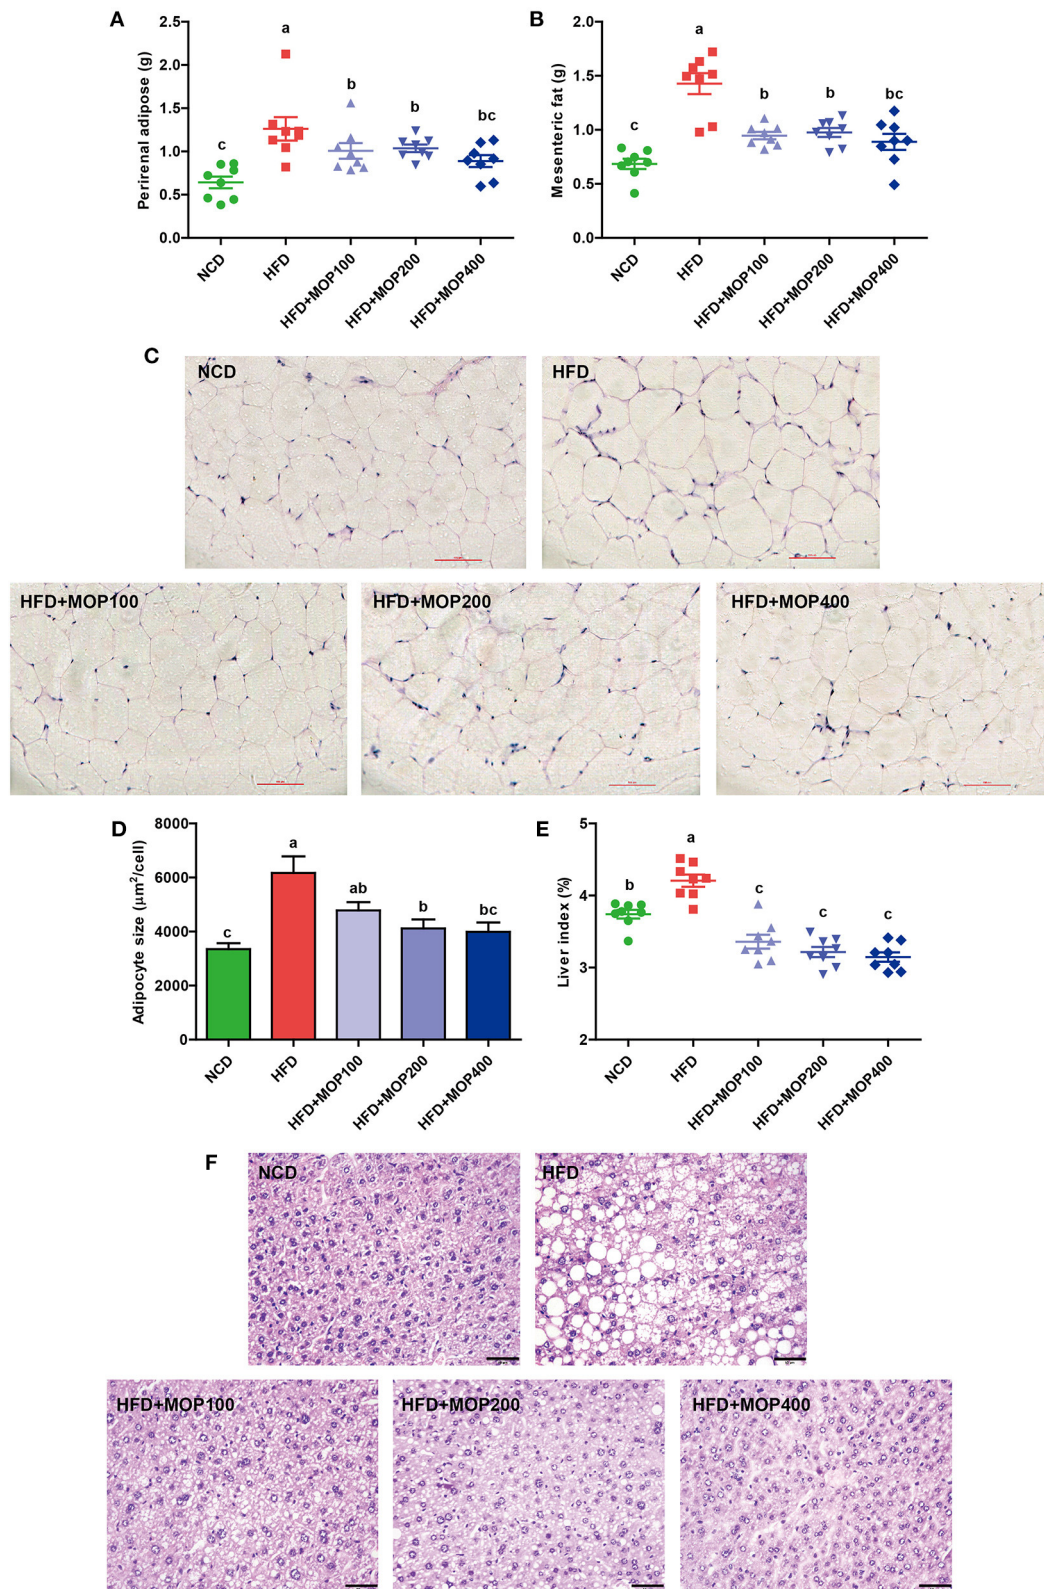 A
Perirenal adipose (g)
2.5
2.0
1.5
1.0
0.5
0.0
a
b
b
bc
c
NCD
HFD
HFD+MOP100
HFD+MOP200
HFD+MOP400
B
Mesenteric fat (g)
2.0
1.5
1.0
0.5
0.0
a
b
b
bc
c
NCD
HFD
HFD+MOP100
HFD+MOP200
HFD+MOP400
C
NCD
HFD
HFD+MOP100
HFD+MOP200
HFD+MOP400
D
Adipocyte size (μm²/cell)
8000
6000
4000
2000
0
a
ab
b
bc
c
NCD
HFD
HFD+MOP100
HFD+MOP200
HFD+MOP400
E
Liver index (%)
5
4
3
2
a
b
c
c
c
NCD
HFD
HFD+MOP100
HFD+MOP200
HFD+MOP400
F
NCD
HFD
HFD+MOP100
HFD+MOP200
HFD+MOP400